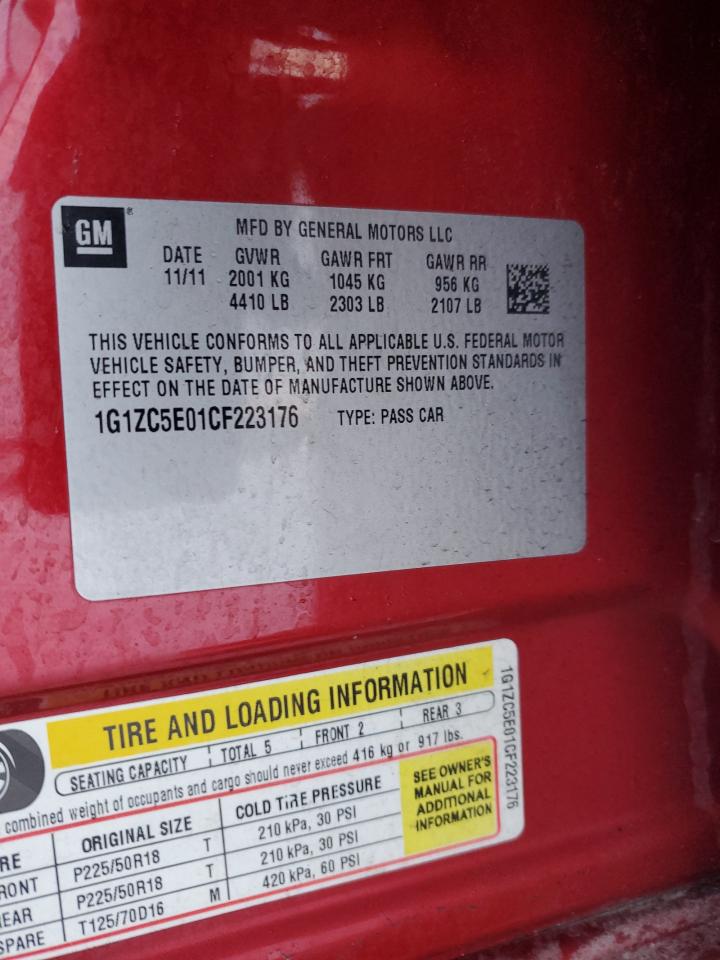 GM
MFD BY GENERAL MOTORS LLC
DATE GVWR GAWR FRT GAWR RR
11/11 2001 KG 1045 KG 956 KG
4410 LB 2303 LB 2107 LB
THIS VEHICLE CONFORMS TO ALL APPLICABLE U.S. FEDERAL MOTOR
VEHICLE SAFETY, BUMPER, AND THEFT PREVENTION STANDARDS IN
EFFECT ON THE DATE OF MANUFACTURE SHOWN ABOVE.
1G1ZC5E01CF223176 TYPE: PASS CAR
TIRE AND LOADING INFORMATION
SEATING CAPACITY TOTAL 5 FRONT 2 REAR 3
combined weight of occupants and cargo should never exceed 416 kg or 917 lbs.
RE ORIGINAL SIZE COLD TIRE PRESSURE
RONT P225/50R18 T 210 kPa, 30 PSI
EAR P225/50R18 T 210 kPa, 30 PSI
SPARE T125/70D16 M 420 kPa, 60 PSI
SEE OWNER'S
MANUAL FOR
ADDITIONAL
INFORMATION
1G1ZC5E01CF223176